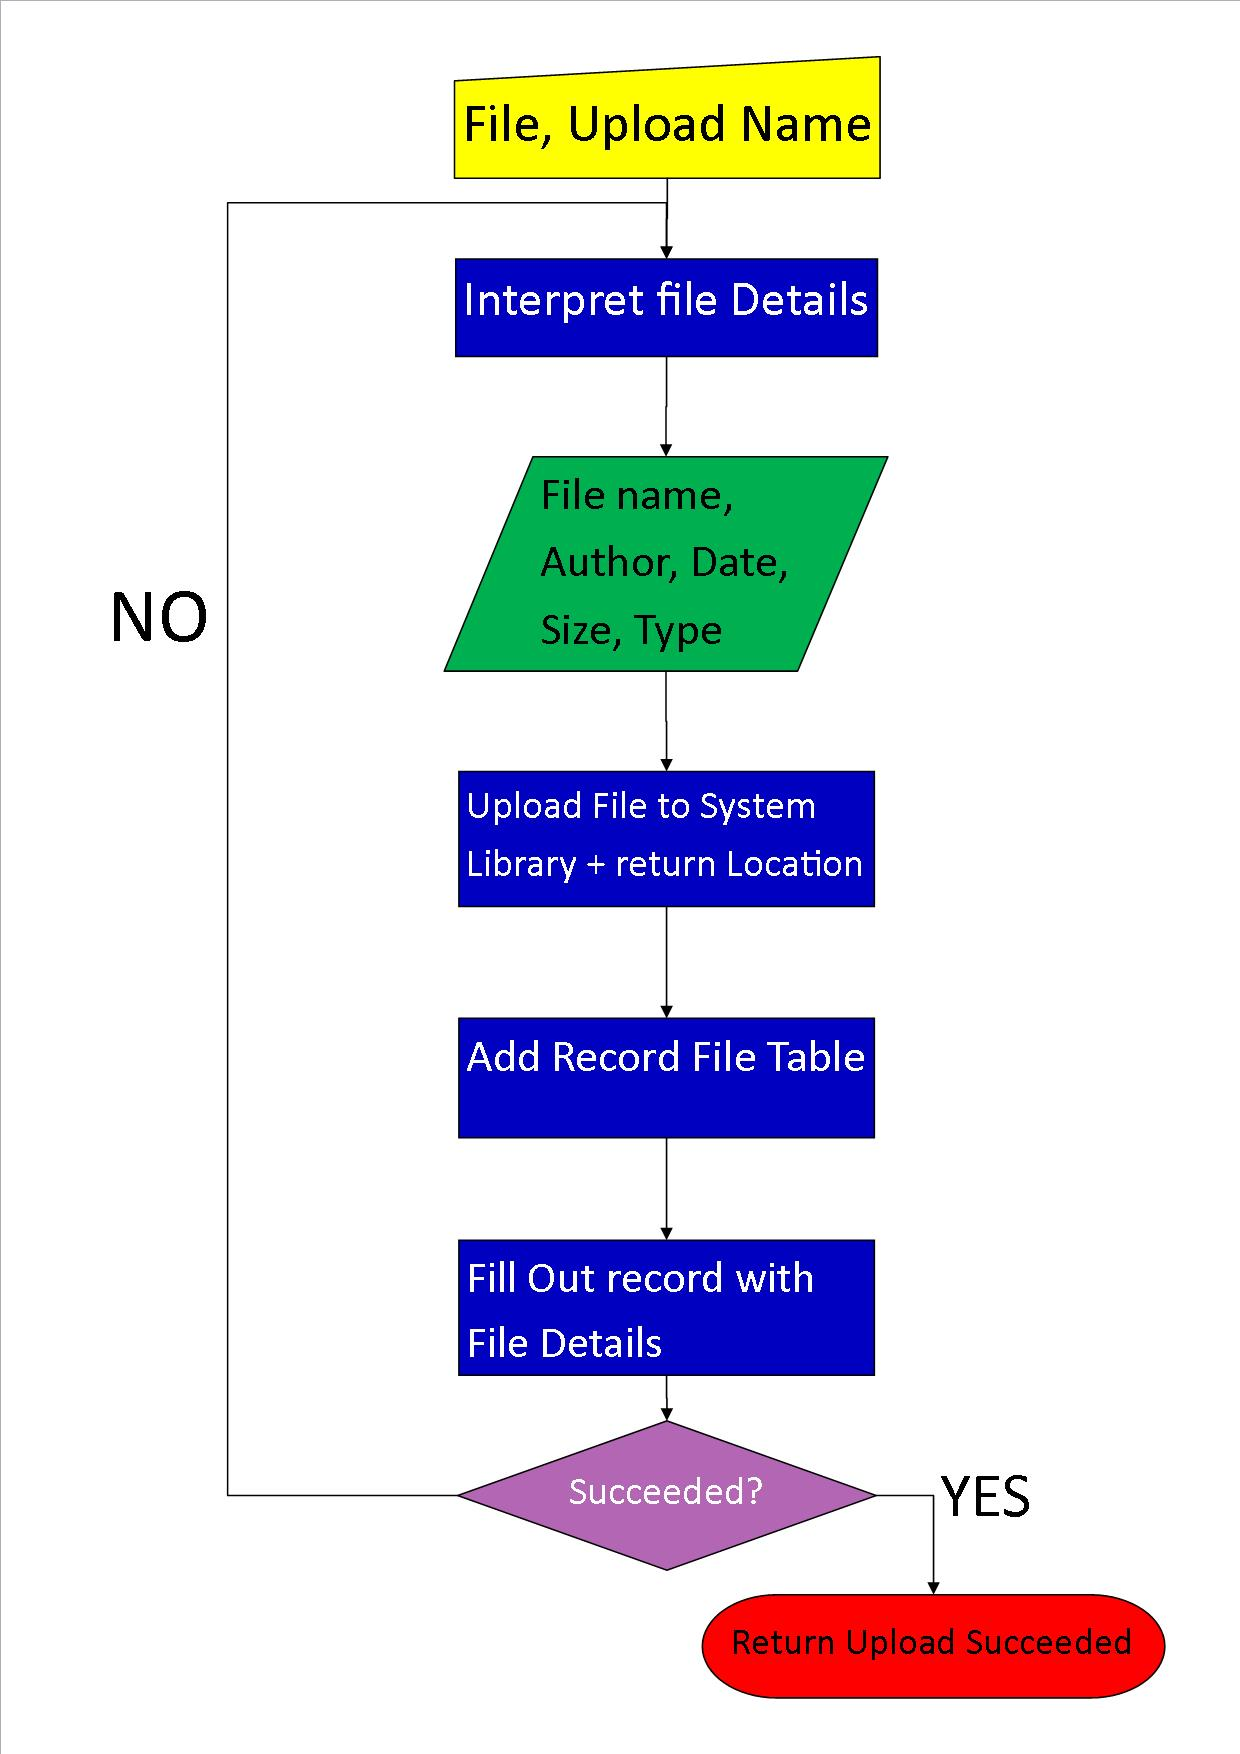 File, Upload Name
Interpret file Details
File name,
Author, Date,
Size, Type
NO
Upload File to System
Library + return Location
Add Record File Table
Fill Out record with
File Details
Succeeded?
YES
Return Upload Succeeded